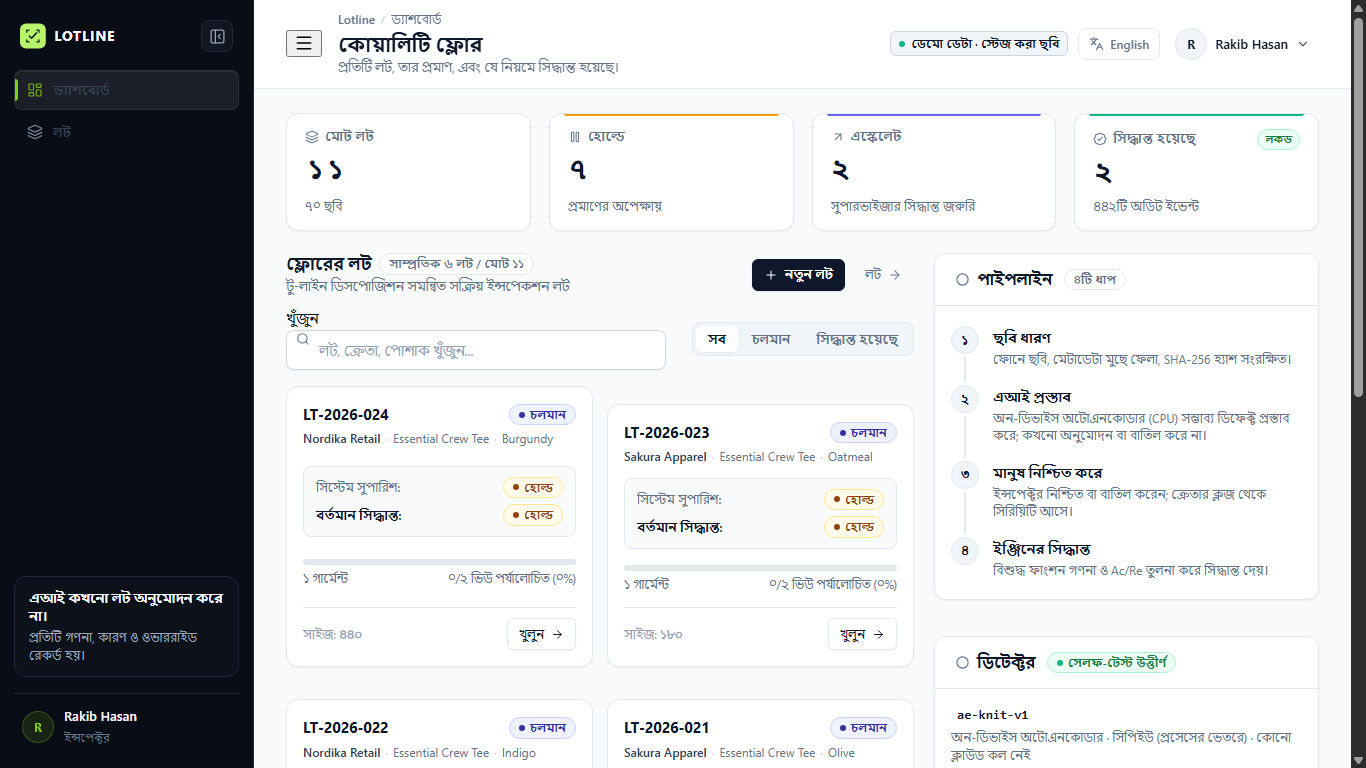 LOTLINE
ড্যাশবোর্ড
লট
এআই কখনো লট অনুমোদন করে না।
প্রতিটি গণনা, কারণ ও ওভাররাইড রেকর্ড হয়।
R
Rakib Hasan
ইন্সপেক্টর
Lotline / ড্যাশবোর্ড
কোয়ালিটি ফ্লোর
প্রতিটি লট, তার প্রমাণ, এবং যে নিয়মে সিদ্ধান্ত হয়েছে।
ডেমো ডেটা · স্টেজ করা ছবি
English
R
Rakib Hasan
মোট লট
১১
৭০ ছবি
হোল্ডে
৭
প্রমাণের অপেক্ষায়
এস্কেলেট
২
সুপারভাইজার সিদ্ধান্ত জরুরি
সিদ্ধান্ত হয়েছে
লকড
২
৪৪২টি অডিট ইভেন্ট
ফ্লোরের লট
সাম্প্রতিক ৬ লট / মোট ১১
টু-লাইন ডিসপোজিশন সমন্বিত সক্রিয় ইন্সপেকশন লট
+ নতুন লট
লট →
খুঁজুন
লট, ক্রেতা, পোশাক খুঁজুন...
সব
চলমান
সিদ্ধান্ত হয়েছে
LT-2026-024
চলমান
Nordika Retail · Essential Crew Tee · Burgundy
সিস্টেম সুপারিশ:
হোল্ড
বর্তমান সিদ্ধান্ত:
হোল্ড
১ গার্মেন্ট
০/২ ভিউ পর্যালোচিত (০%)
সাইজ: ৪৪০
খুলুন →
LT-2026-023
চলমান
Sakura Apparel · Essential Crew Tee · Oatmeal
সিস্টেম সুপারিশ:
হোল্ড
বর্তমান সিদ্ধান্ত:
হোল্ড
১ গার্মেন্ট
০/২ ভিউ পর্যালোচিত (০%)
সাইজ: ১৮০
খুলুন →
LT-2026-022
চলমান
Nordika Retail · Essential Crew Tee · Indigo
LT-2026-021
চলমান
Sakura Apparel · Essential Crew Tee · Olive
পাইপলাইন
৪টি ধাপ
১
ছবি ধারণ
ফোনে ছবি, মেটাডেটা মুছে ফেলা, SHA-256 হ্যাশ সংরক্ষিত।
২
এআই প্রস্তাব
অন-ডিভাইস অটোএনকোডার (CPU) সম্ভাব্য ডিফেক্ট প্রস্তাব
করে; কখনো অনুমোদন বা বাতিল করে না।
৩
মানুষ নিশ্চিত করে
ইন্সপেক্টর নিশ্চিত বা বাতিল করেন; ক্রেতার ক্লজ থেকে
সিরিয়িটি আসে।
৪
ইঞ্জিনের সিদ্ধান্ত
বিশুদ্ধ ফাংশন গণনা ও Ac/Re তুলনা করে সিদ্ধান্ত দেয়।
ডিটেক্টর
সেলফ-টেস্ট উত্তীর্ণ
ae-knit-v1
অন-ডিভাইস অটোএনকোডার · সিপিইউ (প্রসেসের ভেতরে) · কোনো
ক্লাউড কল নেই